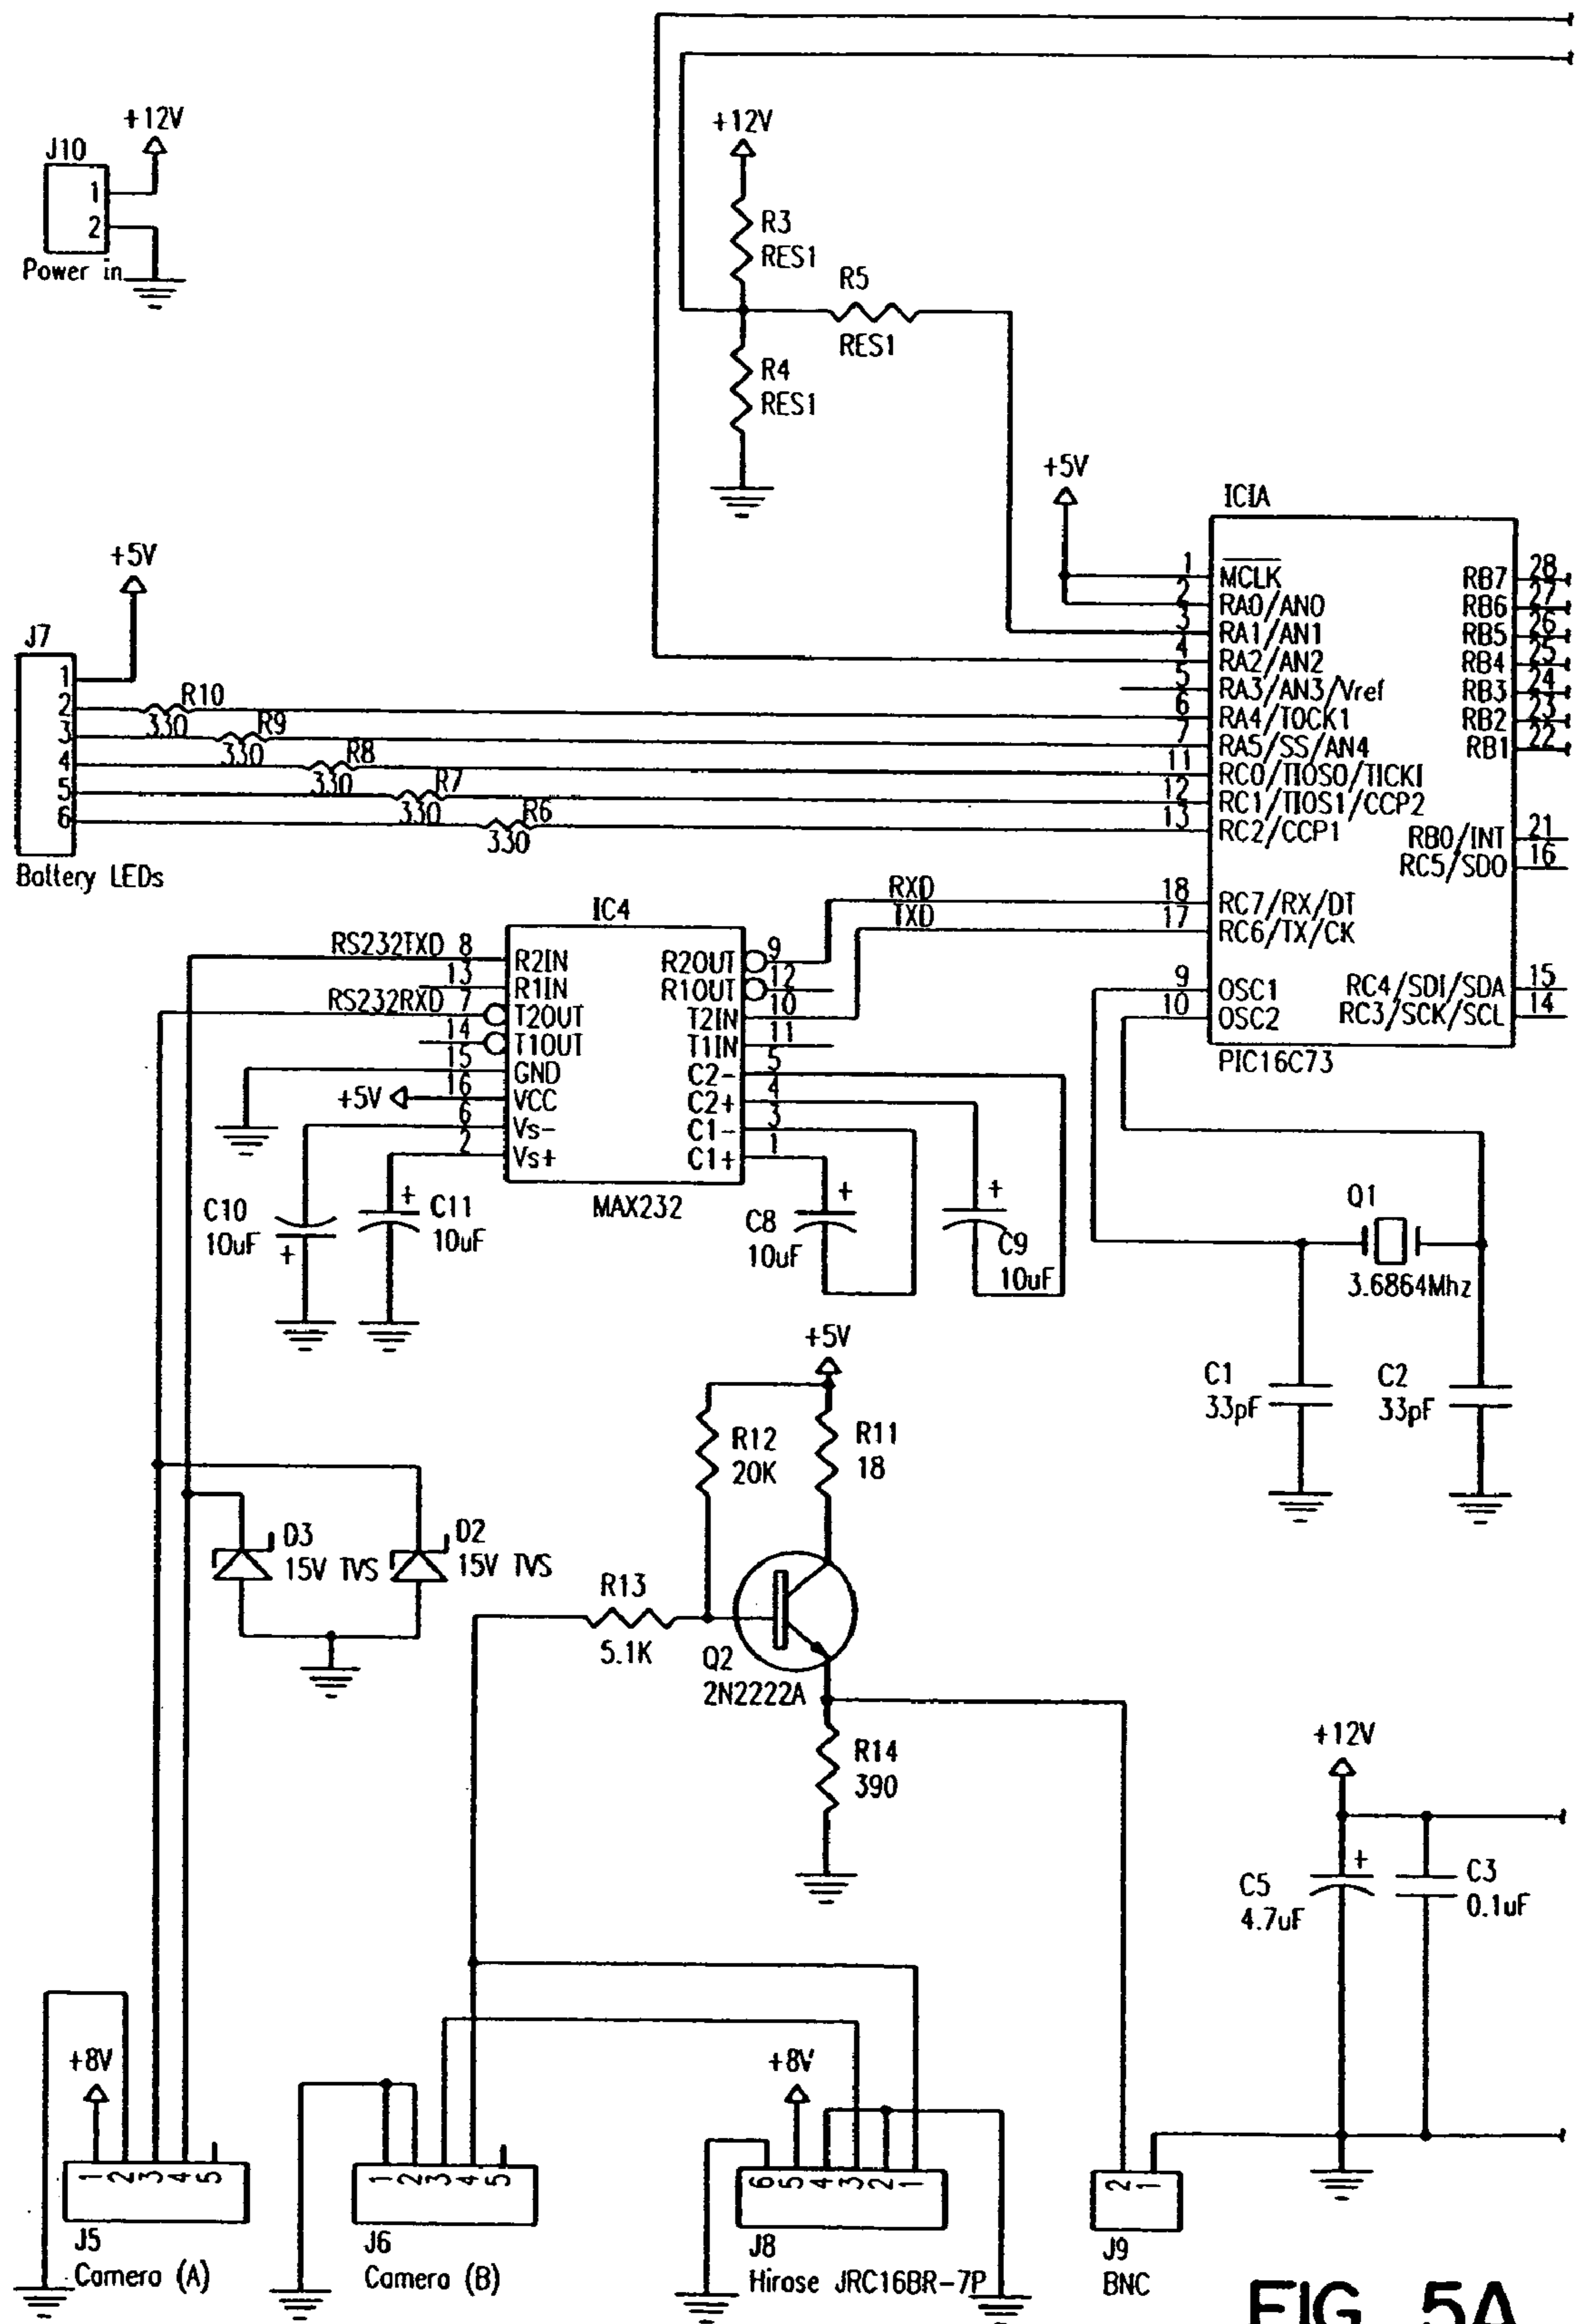 +12V
J10
1
2
Power in
+12V
R3
RES1
R5
RES1
R4
RES1
+5V
ICIA
1
2
3
4
5
6
7
11
12
13
18
17
9
10
MCLK
RA0/AN0
RA1/AN1
RA2/AN2
RA3/AN3/Vref
RA4/TOCK1
RA5/SS/AN4
RC0/TIOS0/TICKI
RC1/TIOS1/CCP2
RC2/CCP1
RC7/RX/DT
RC6/TX/CK
OSC1
OSC2
RB7 28
RB6 27
RB5 26
RB4 25
RB3 24
RB2 23
RB1 22
RB0/INT 21
RC5/SDO 16
RC4/SDI/SDA 15
RC3/SCK/SCL 14
PIC16C73
+5V
J7
1
2
3
4
5
6
R10
330
R9
330
R8
330
R7
330
R6
330
Battery LEDs
RXD
TXD
IC4
RS232TXD 8 R2IN
13 R1IN
RS232RXD 7 T2OUT
14 T1OUT
15 GND
+5V 16 VCC
6 Vs-
2 Vs+
R2OUT 9
R1OUT 12
T2IN 10
T1IN 11
C2- 5
C2+ 4
C1- 3
C1+ 1
MAX232
C10
10uF
+
+
C11
10uF
+
C8
10uF
+
C9
10uF
Q1
3.6864Mhz
C1
33pF
C2
33pF
+5V
R12
20K
R11
18
D3
15V TVS
D2
15V TVS
R13
5.1K
Q2
2N2222A
R14
390
+12V
+
C5
4.7uF
C3
0.1uF
+8V
1 2 3 4 5
J5
Camera (A)
1 2 3 4 5
J6
Camera (B)
+8V
6 5 4 3 2 1
J8
Hirose JRC16BR-7P
2 1
J9
BNC
FIG. 5A